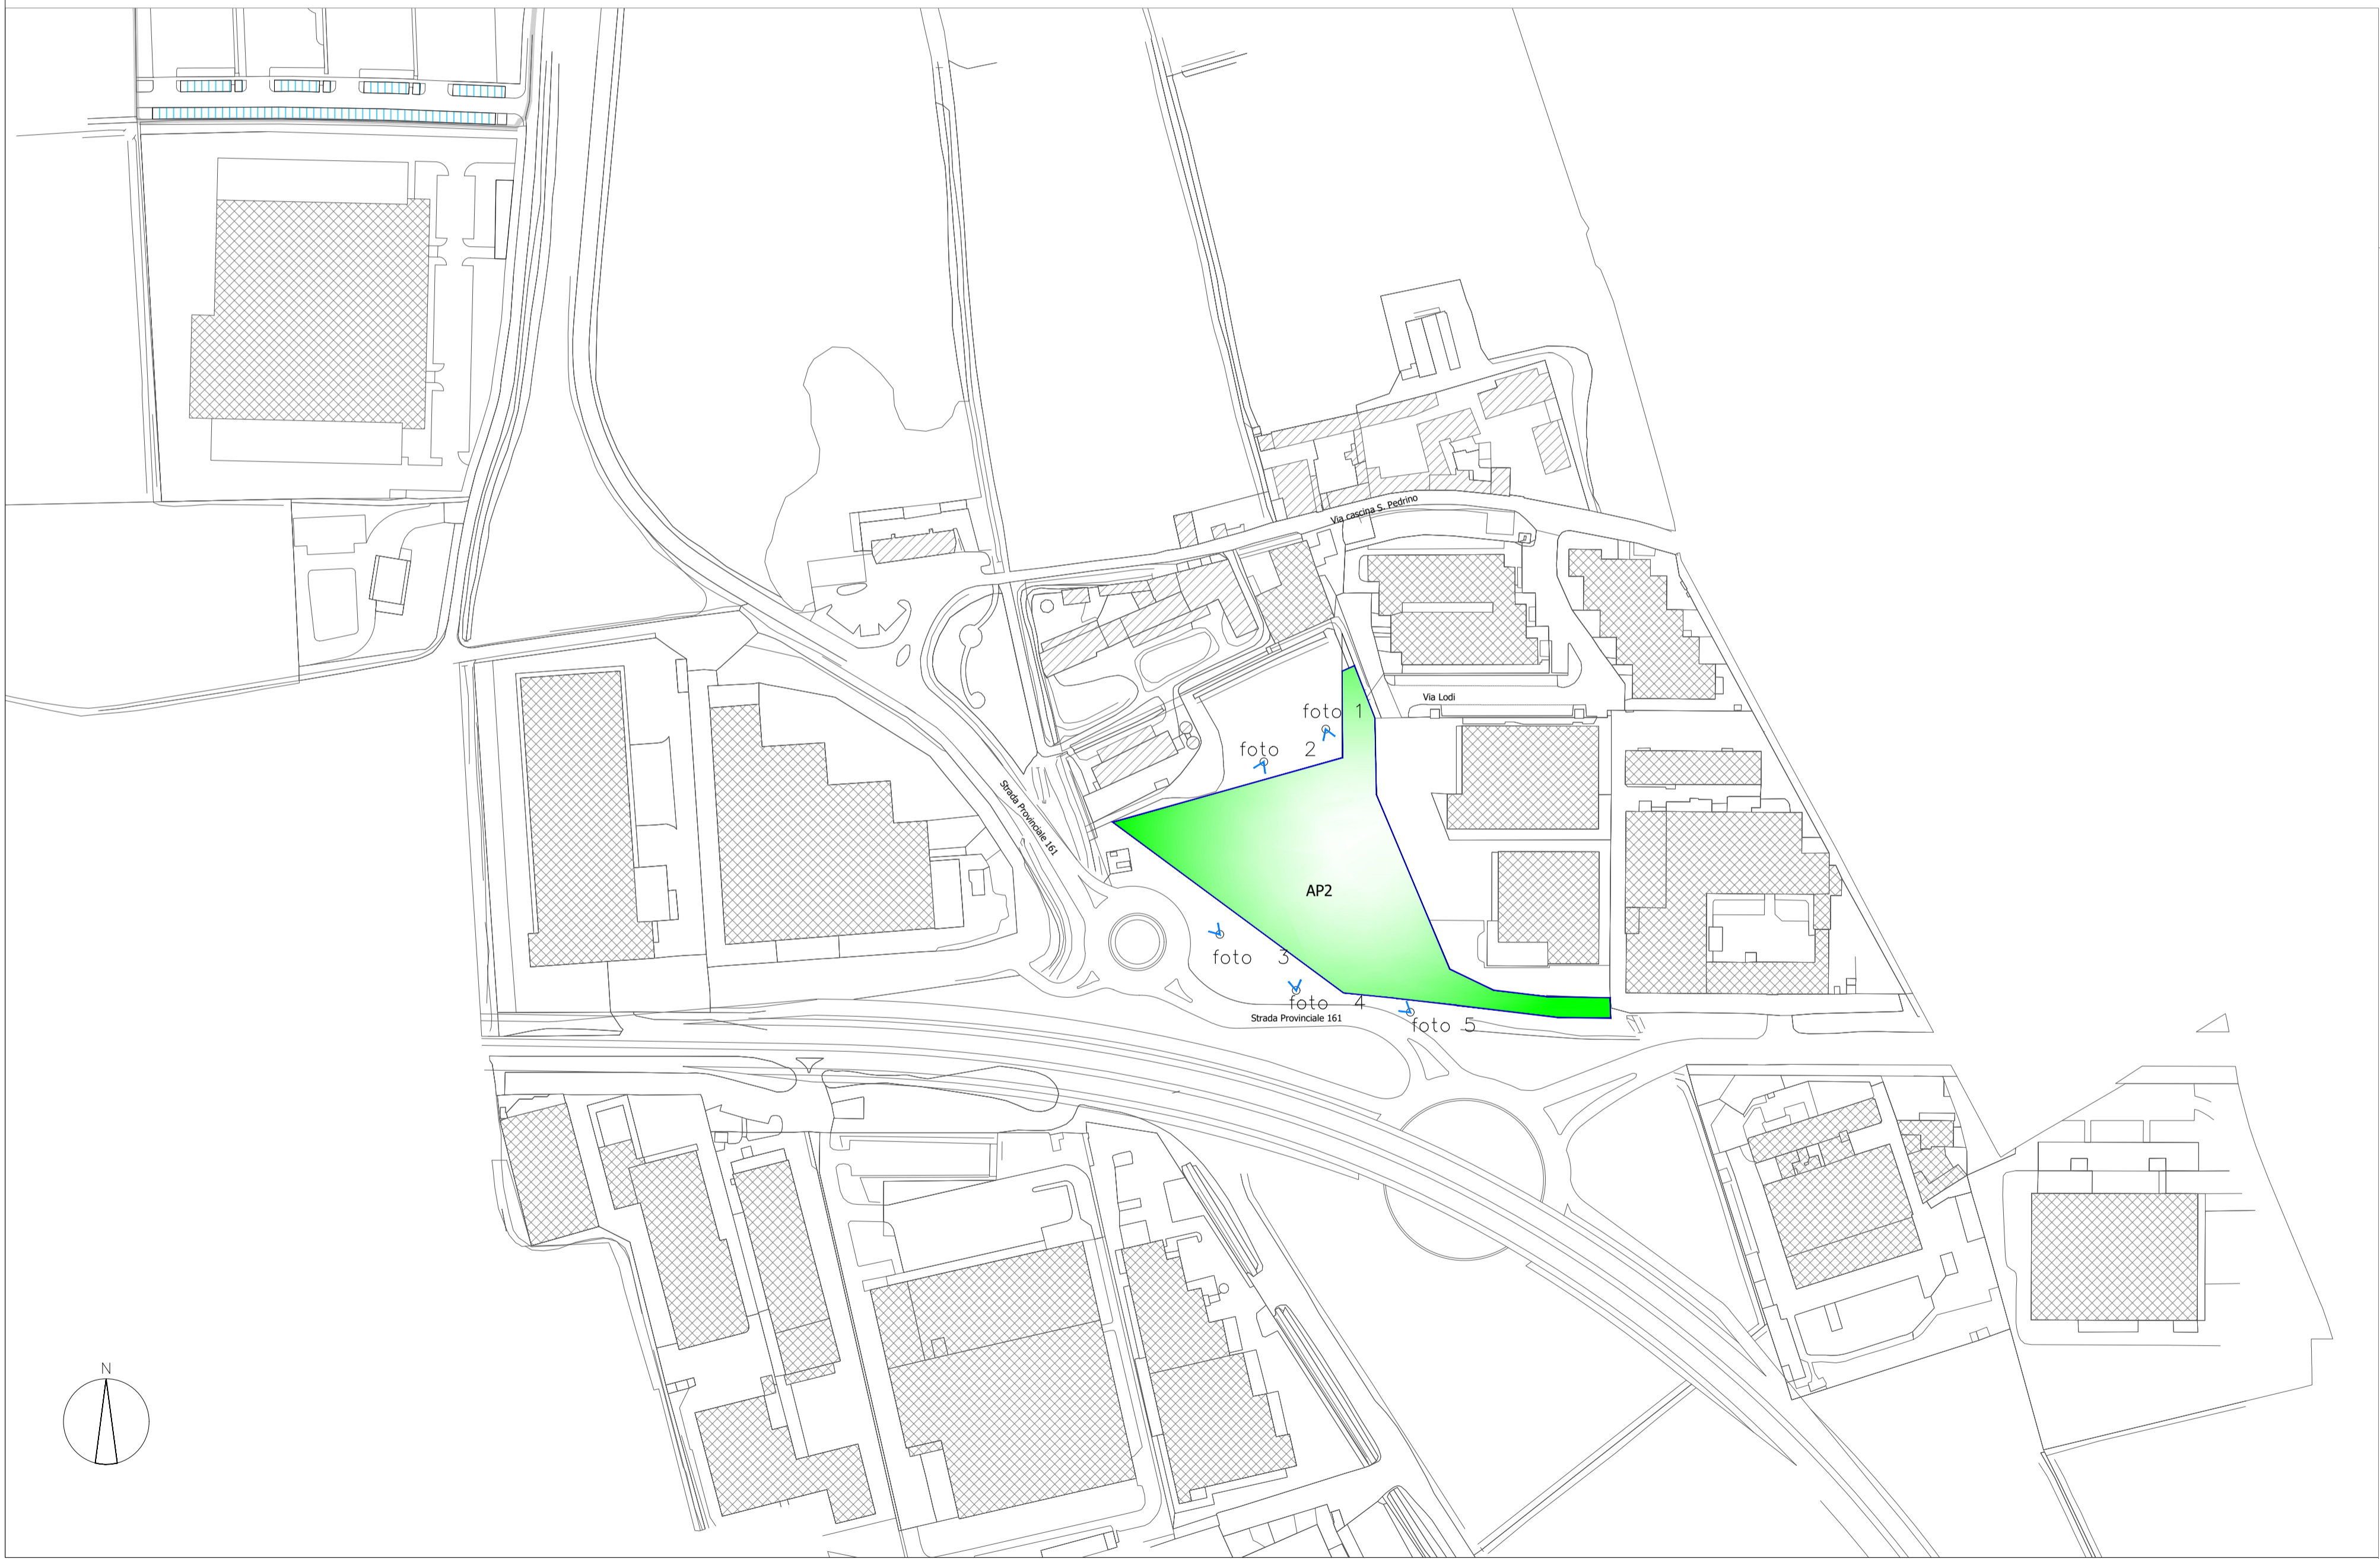 Via cascina S. Pedrino
Via Lodi
foto 1
foto 2
Strada Provinciale 161
AP2
foto 3
foto 4
Strada Provinciale 161
foto 5
N